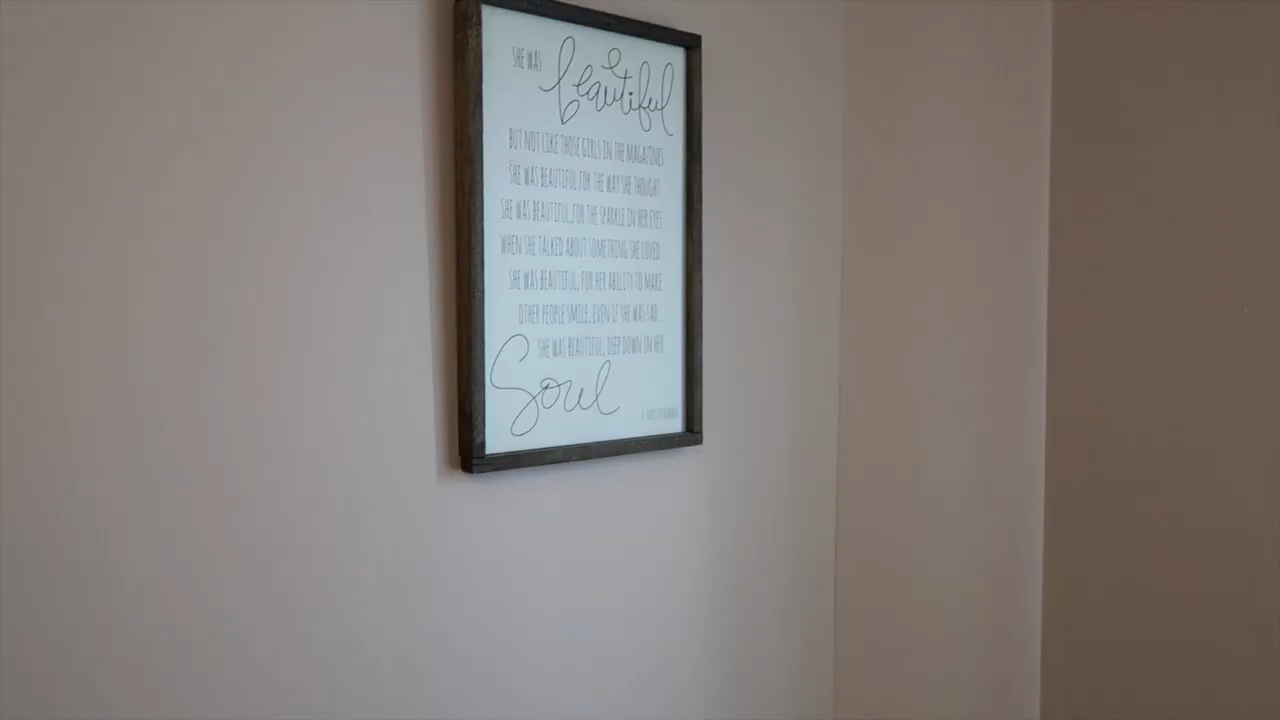 SHE WAS beautiful
BUT NOT LIKE THOSE GIRLS IN THE MAGAZINES
SHE WAS BEAUTIFUL FOR THE WAY SHE THOUGHT
SHE WAS BEAUTIFUL, FOR THE SPARKLE IN HER EYES
WHEN SHE TALKED ABOUT SOMETHING SHE LOVED
SHE WAS BEAUTIFUL, FOR HER ABILITY TO MAKE
OTHER PEOPLE SMILE, EVEN IF SHE WAS SAD
SHE WAS BEAUTIFUL, DEEP DOWN IN HER
Soul